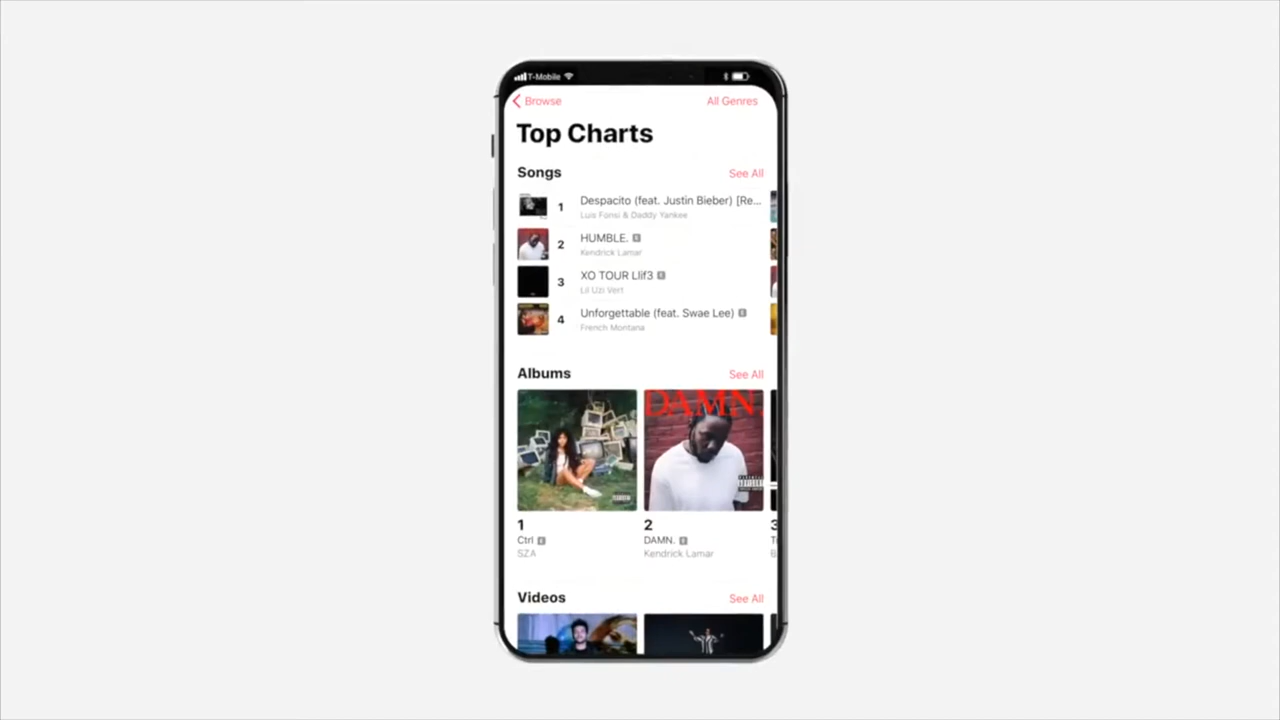 T-Mobile
Browse
All Genres
Top Charts
Songs
See All
1
Despacito (feat. Justin Bieber) [Re...
Luis Fonsi & Daddy Yankee
2
HUMBLE. E
Kendrick Lamar
3
XO TOUR Llif3 E
Lil Uzi Vert
4
Unforgettable (feat. Swae Lee) E
French Montana
Albums
See All
DAMN.
1
Ctrl E
SZA
2
DAMN. E
Kendrick Lamar
3
Videos
See All